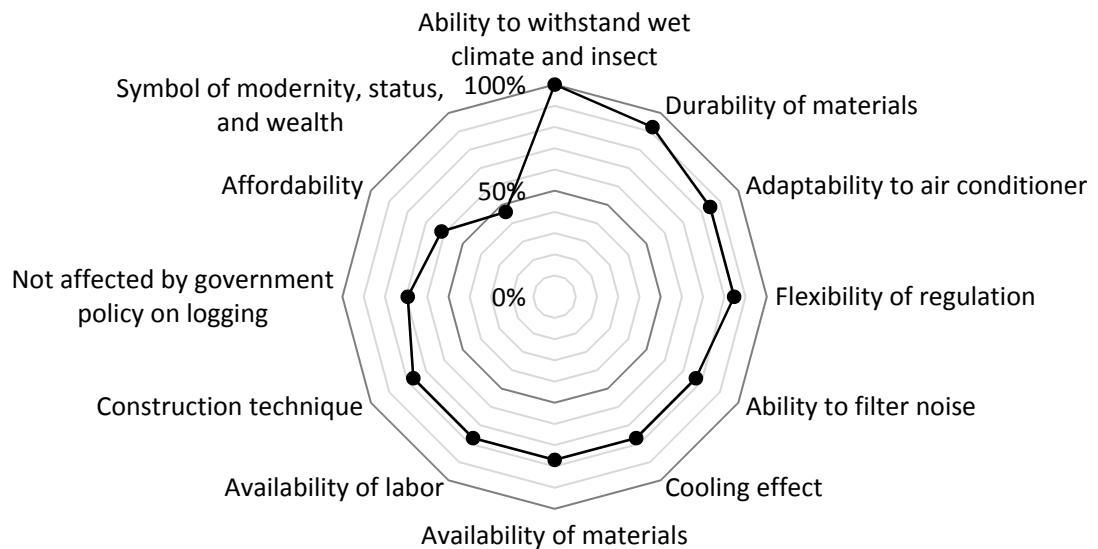 Ability to withstand wet
climate and insect
100%
Durability of materials
Symbol of modernity, status,
and wealth
Affordability
50%
Adaptability to air conditioner
Not affected by government
policy on logging
0%
Flexibility of regulation
Construction technique
Ability to filter noise
Availability of labor
Cooling effect
Availability of materials